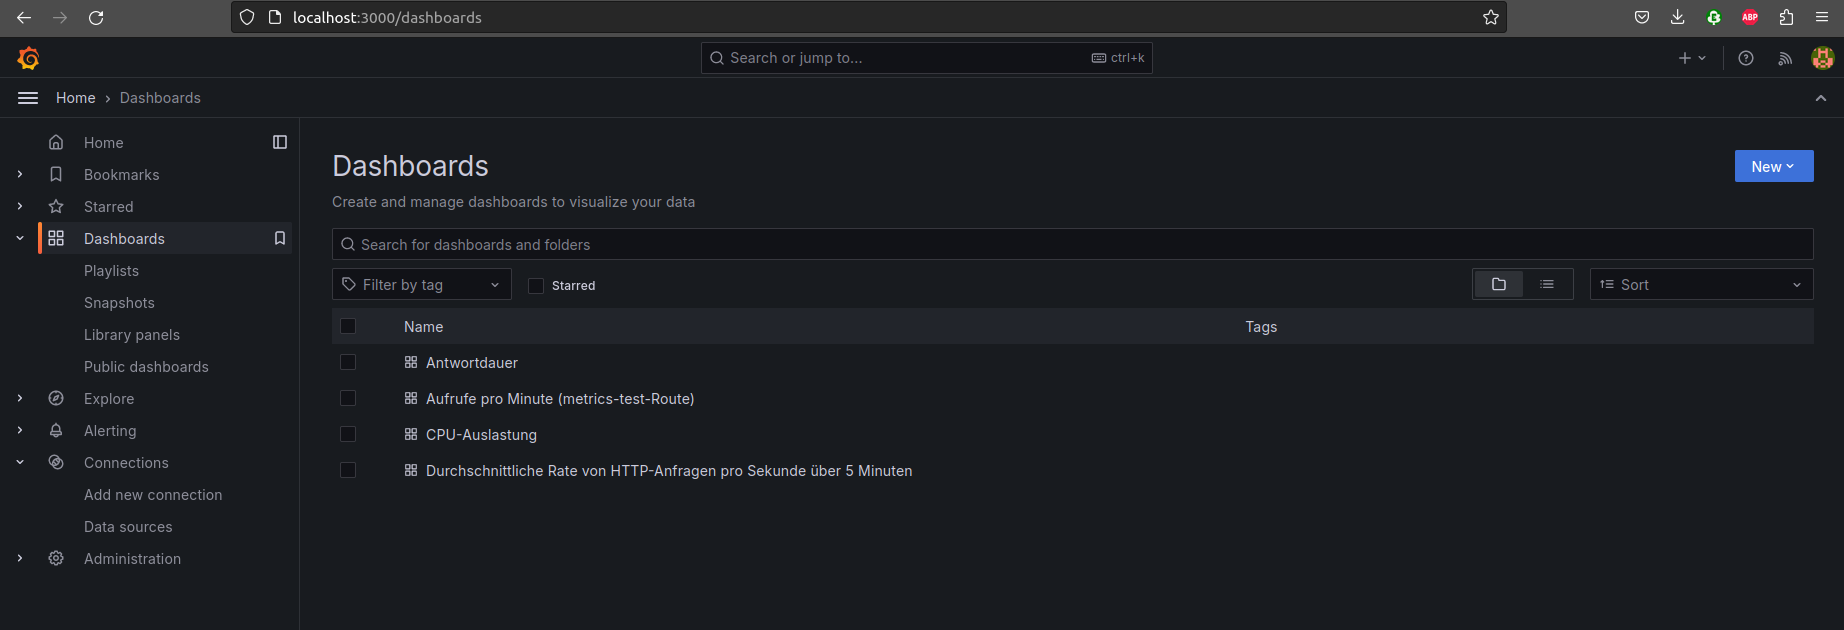 localhost:3000/dashboards
ABP
Search or jump to...
ctrl+k
Home
Dashboards
Home
Bookmarks
Starred
Dashboards
Playlists
Snapshots
Library panels
Public dashboards
Explore
Alerting
Connections
Add new connection
Data sources
Administration
Dashboards
New
Create and manage dashboards to visualize your data
Search for dashboards and folders
Filter by tag
Starred
Sort
Name
Tags
Antwortdauer
Aufrufe pro Minute (metrics-test-Route)
CPU-Auslastung
Durchschnittliche Rate von HTTP-Anfragen pro Sekunde über 5 Minuten